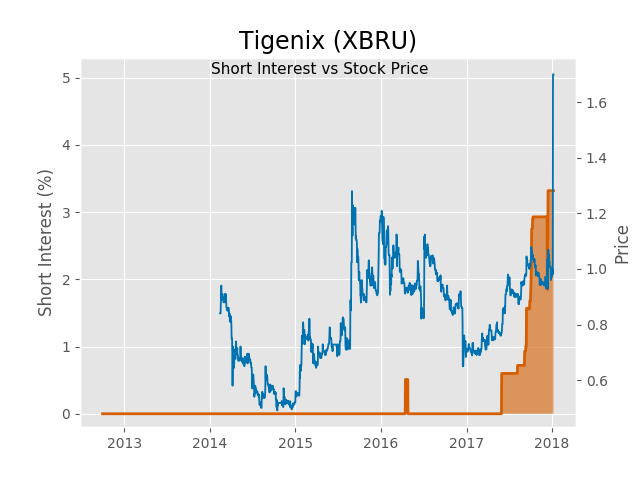 Tigenix (XBRU)
Short Interest vs Stock Price
Short Interest (%)
5
4
3
2
1
0
1.6
1.4
1.2
1.0
0.8
0.6
Price
2013 2014 2015 2016 2017 2018